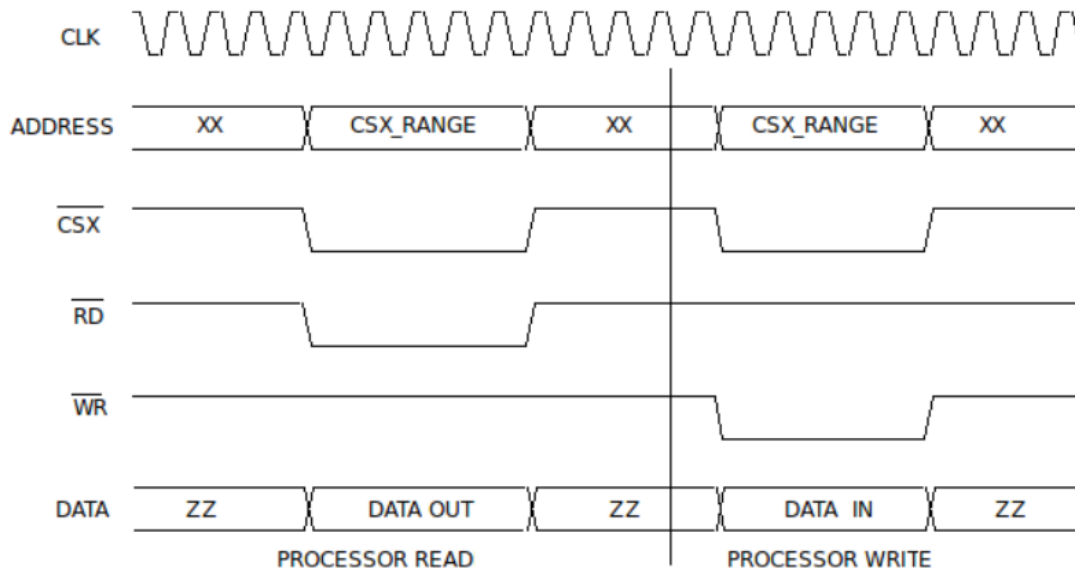 CLK
ADDRESS XX CSX_RANGE XX CSX_RANGE XX
CSX
RD
WR
DATA ZZ DATA OUT ZZ DATA IN ZZ
PROCESSOR READ PROCESSOR WRITE